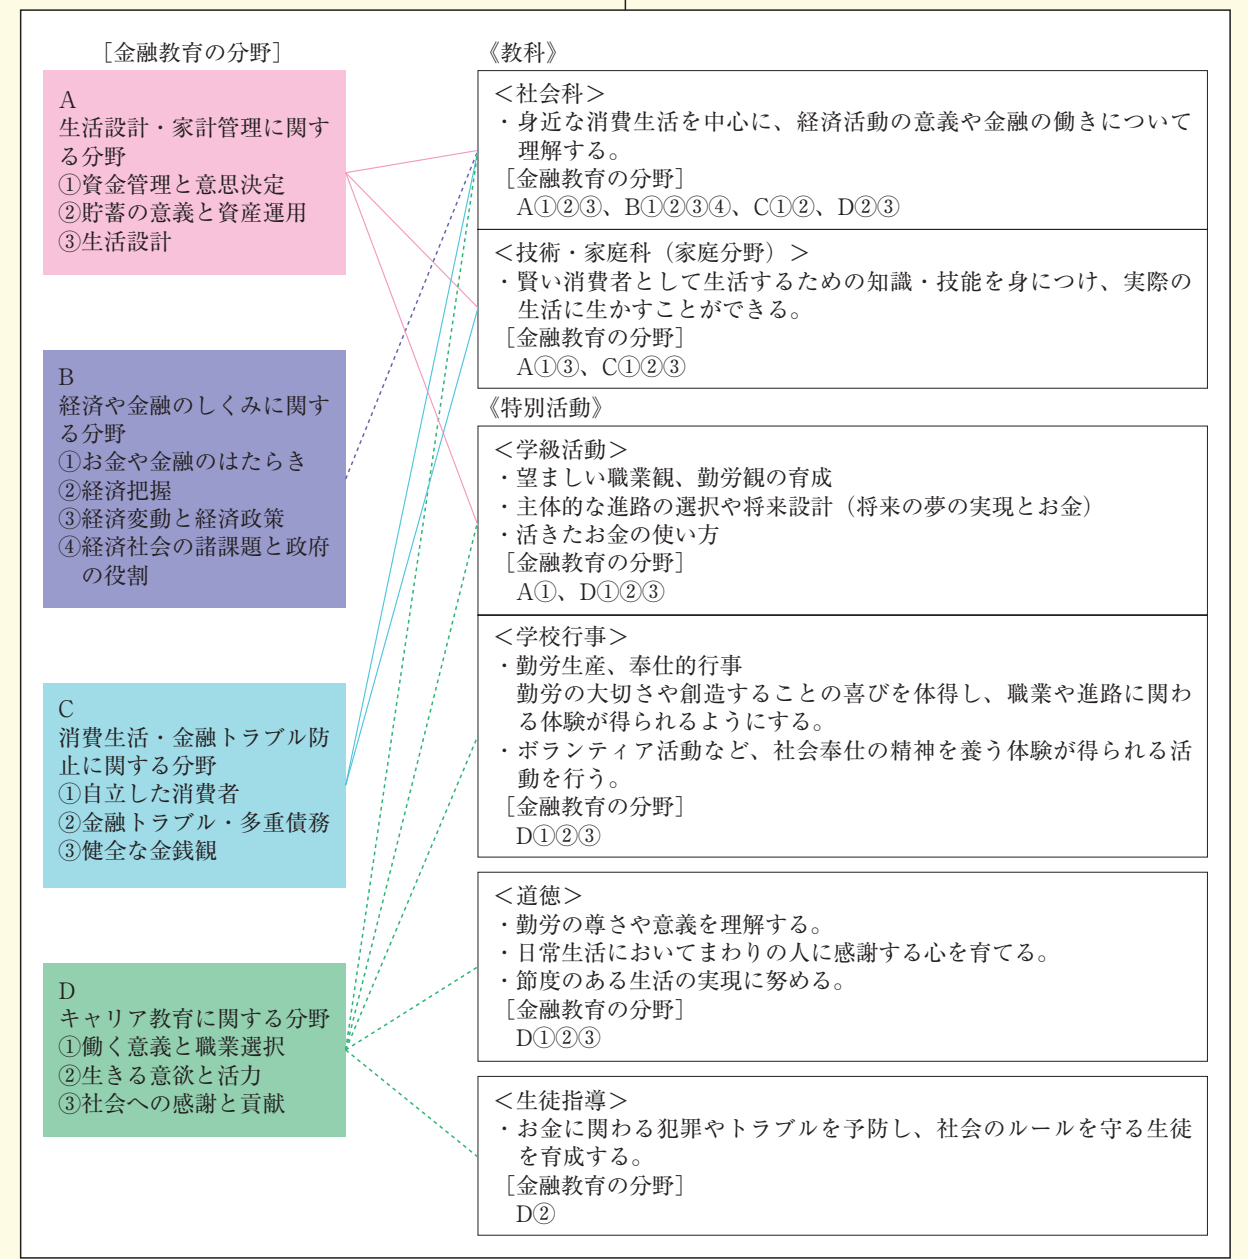 ［金融教育の分野］
A
生活設計・家計管理に関す
る分野
①資金管理と意思決定
②貯蓄の意義と資産運用
③生活設計
B
経済や金融のしくみに関す
る分野
①お金や金融のはたらき
②経済把握
③経済変動と経済政策
④経済社会の諸課題と政府
の役割
C
消費生活・金融トラブル防
止に関する分野
①自立した消費者
②金融トラブル・多重債務
③健全な金銭観
D
キャリア教育に関する分野
①働く意義と職業選択
②生きる意欲と活力
③社会への感謝と貢献
《教科》
＜社会科＞
・身近な消費生活を中心に、経済活動の意義や金融の働きについて
理解する。
［金融教育の分野］
A①②③、B①②③④、C①②、D②③
＜技術・家庭科（家庭分野）＞
・賢い消費者として生活するための知識・技能を身につけ、実際の
生活に生かすことができる。
［金融教育の分野］
A①③、C①②③
《特別活動》
＜学級活動＞
・望ましい職業観、勤労観の育成
・主体的な進路の選択や将来設計（将来の夢の実現とお金）
・活きたお金の使い方
［金融教育の分野］
A①、D①②③
＜学校行事＞
・勤労生産、奉仕的行事
勤労の大切さや創造することの喜びを体得し、職業や進路に関わ
る体験が得られるようにする。
・ボランティア活動など、社会奉仕の精神を養う体験が得られる活
動を行う。
［金融教育の分野］
D①②③
＜道徳＞
・勤労の尊さや意義を理解する。
・日常生活においてまわりの人に感謝する心を育てる。
・節度のある生活の実現に努める。
［金融教育の分野］
D①②③
＜生徒指導＞
・お金に関わる犯罪やトラブルを予防し、社会のルールを守る生徒
を育成する。
［金融教育の分野］
D②